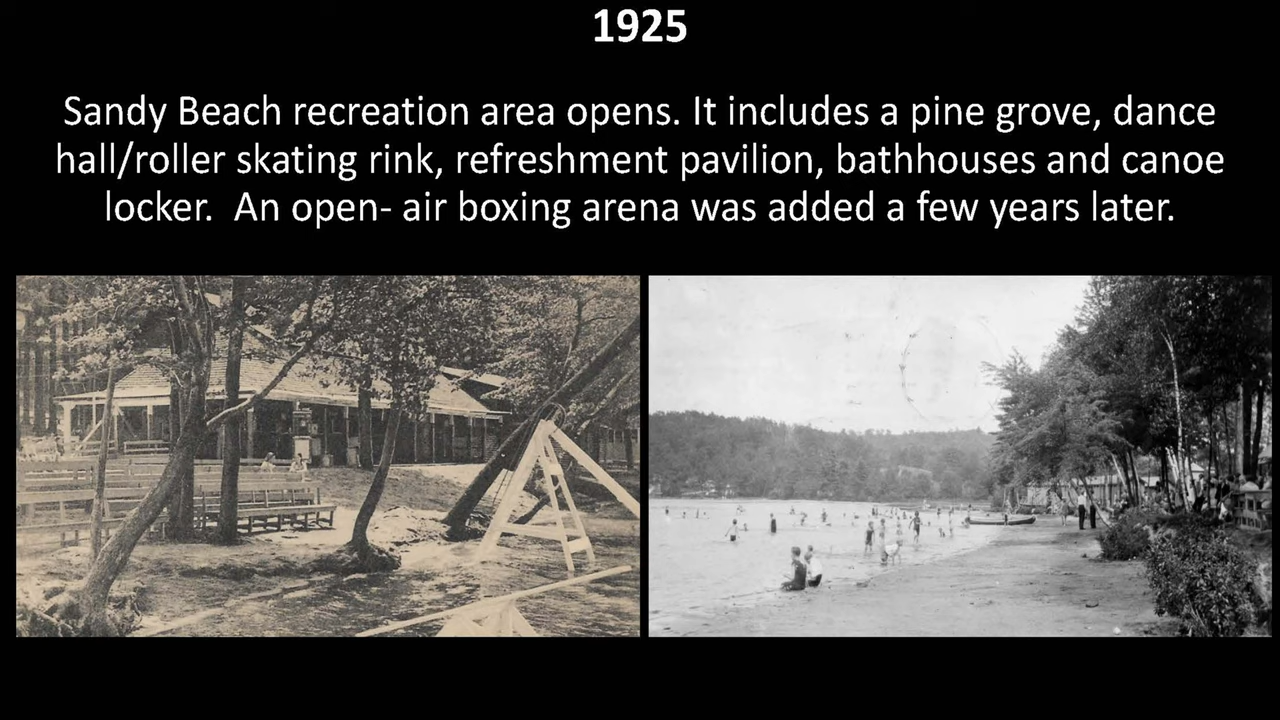 1925
Sandy Beach recreation area opens. It includes a pine grove, dance
hall/roller skating rink, refreshment pavilion, bathhouses and canoe
locker.  An open- air boxing arena was added a few years later.